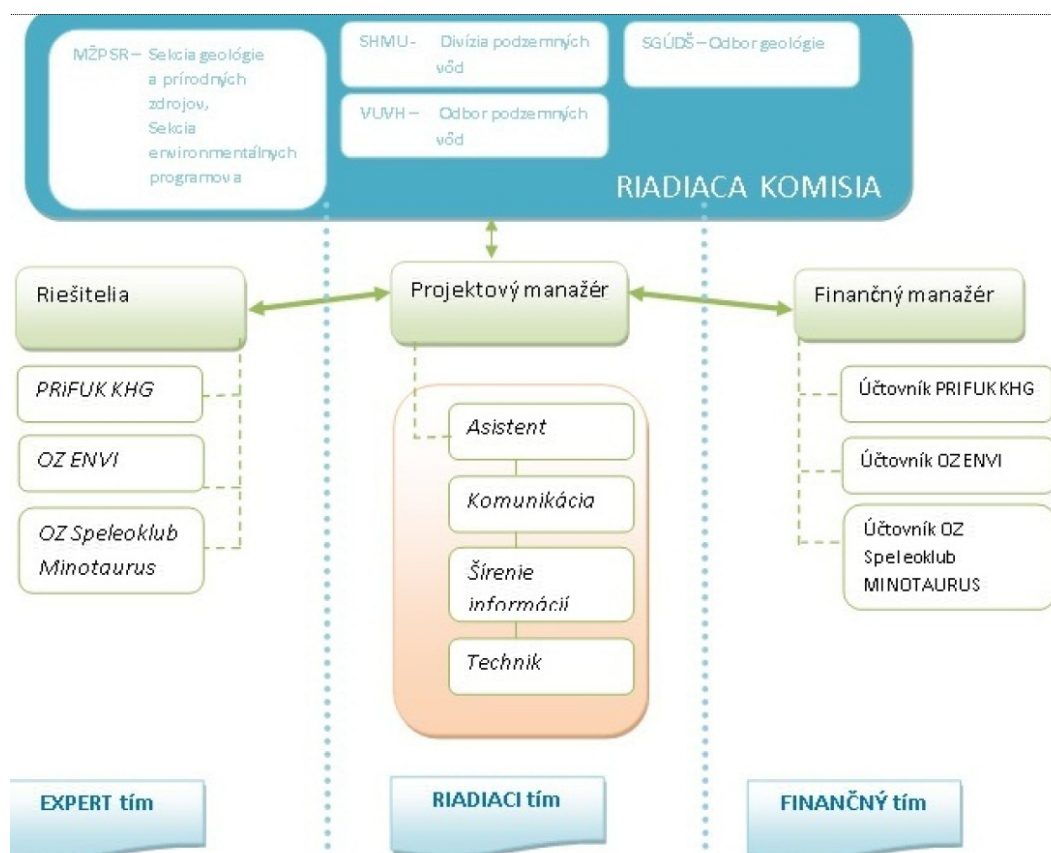 MŽPSR – Sekcia geológie
a prírodných
zdrojov,
Sekcia
environmentálnych
programov a
SHMU - Divízia podzemných
vôd
VUVH – Odbor podzemných
vôd
SGÚDŠ – Odbor geológie
RIADIACA KOMISIA
Riešitelia
PRiFUK KHG
OZ ENVI
OZ Speleoklub
Minotaurus
Projektový manažér
Asistent
Komunikácia
Šírenie
informácií
Technik
Finančný manažér
Účtovník PRIFUK KHG
Účtovník OZ ENVI
Účtovník OZ
Speleoklub
MINOTAURUS
EXPERT tím
RIADIACI tím
FINANČNÝ tím